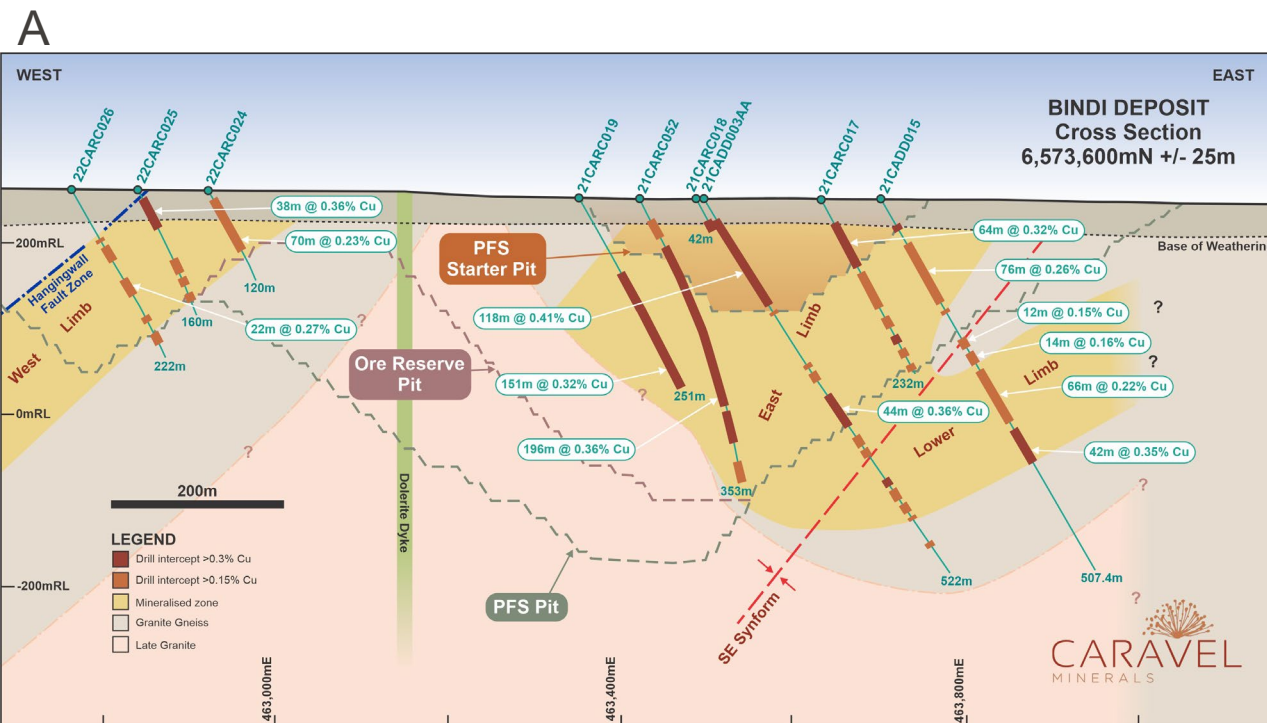 A
WEST
EAST
BINDI DEPOSIT
Cross Section
6,573,600mN +/- 25m
22CARC026
22CARC025
22CARC024
21CARC019
21CARC052
21CARC018
21CADD003AA
21CARC017
21CADD015
38m @ 0.36% Cu
70m @ 0.23% Cu
22m @ 0.27% Cu
120m
160m
222m
200mRL
0mRL
-200mRL
Hangingwall
Fault Zone
West
Limb
PFS
Starter Pit
42m
118m @ 0.41% Cu
Ore Reserve
Pit
151m @ 0.32% Cu
196m @ 0.36% Cu
251m
353m
64m @ 0.32% Cu
76m @ 0.26% Cu
12m @ 0.15% Cu
14m @ 0.16% Cu
66m @ 0.22% Cu
42m @ 0.35% Cu
44m @ 0.36% Cu
232m
522m
507.4m
Base of Weatherin
East
Limb
Lower
Limb
?
?
?
?
?
?
?
200m
Dolerite Dyke
PFS Pit
SE Synform
LEGEND
Drill intercept >0.3% Cu
Drill intercept >0.15% Cu
Mineralised zone
Granite Gneiss
Late Granite
463,000mE
463,400mE
463,800mE
CARAVEL
MINERALS